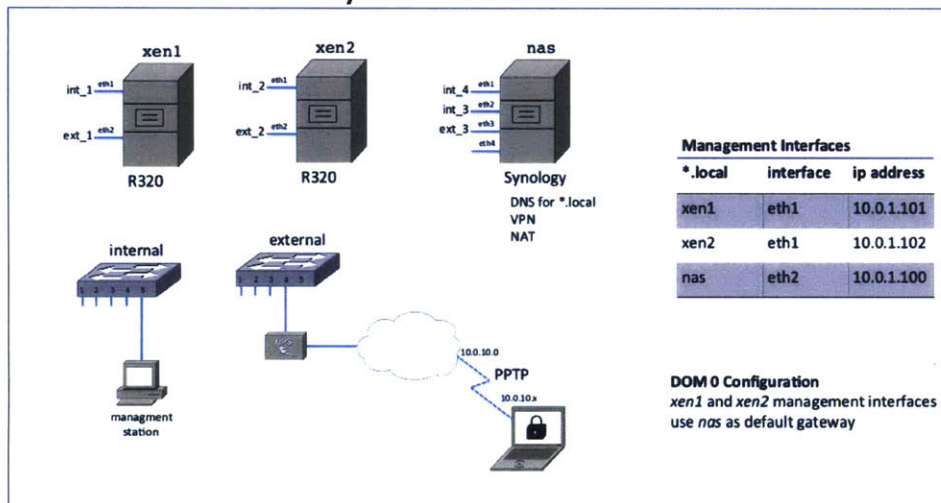 xen1
xen2
nas
int_1 eth1
ext_1 eth2
int_2 eth1
ext_2 eth2
int_4 eth1
int_3 eth2
ext_3 eth3
eth4
R320
R320
Synology
DNS for *.local
VPN
NAT
Management Interfaces
*.local interface ip address
xen1 eth1 10.0.1.101
xen2 eth1 10.0.1.102
nas eth2 10.0.1.100
internal
external
1 2 3 4 5
1 2 3 4 5
UPS
10.0.10.0
PPTP
10.0.10.x
managment
station
DOM 0 Configuration
xen1 and xen2 management interfaces
use nas as default gateway